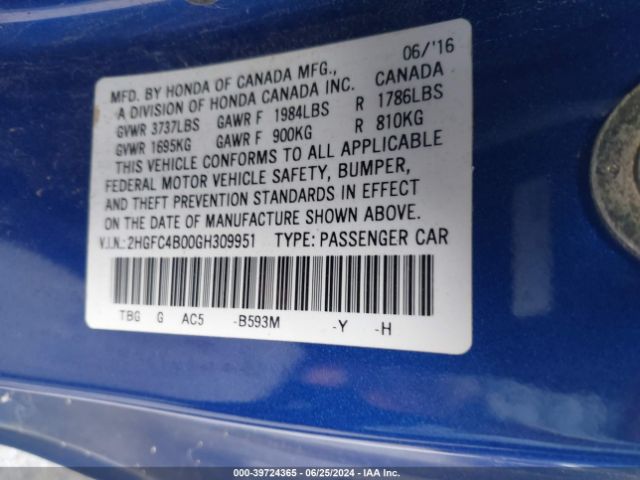 06/'16
MFD. BY HONDA OF CANADA MFG., CANADA
A DIVISION OF HONDA CANADA INC.
GVWR 3737LBS GAWR F 1984LBS R 1786LBS
GVWR 1695KG GAWR F 900KG R 810KG
THIS VEHICLE CONFORMS TO ALL APPLICABLE
FEDERAL MOTOR VEHICLE SAFETY, BUMPER,
AND THEFT PREVENTION STANDARDS IN EFFECT
ON THE DATE OF MANUFACTURE SHOWN ABOVE.
V.I.N.: 2HGFC4B00GH309951 TYPE: PASSENGER CAR
TBG G AC5 -B593M -Y -H
000-39724365 - 06/25/2024 - IAA Inc.